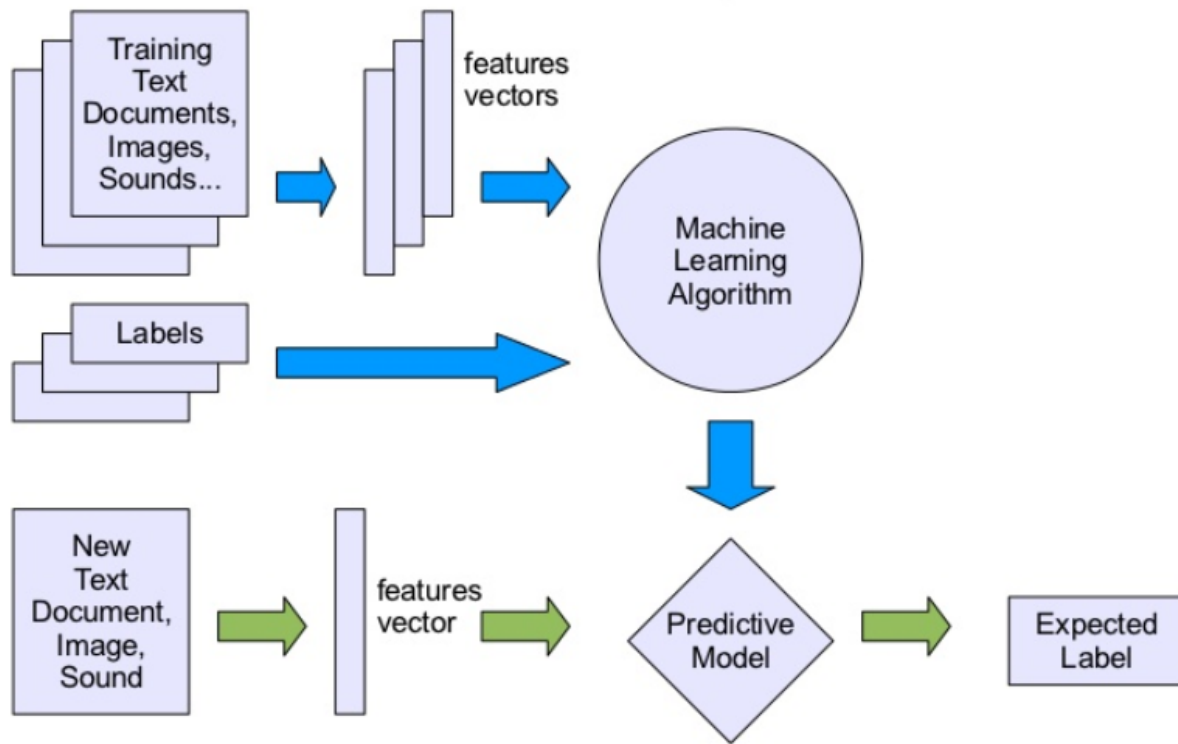 Training
Text
Documents,
Images,
Sounds...
features
vectors
Machine
Learning
Algorithm
Labels
New
Text
Document,
Image,
Sound
features
vector
Predictive
Model
Expected
Label